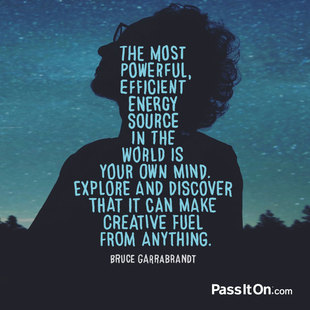 THE MOST
POWERFUL,
EFFICIENT
ENERGY
SOURCE
IN THE
WORLD IS
YOUR OWN MIND.
EXPLORE AND DISCOVER
THAT IT CAN MAKE
CREATIVE FUEL
FROM ANYTHING.
BRUCE GARRABRANDT
PassItOn.com